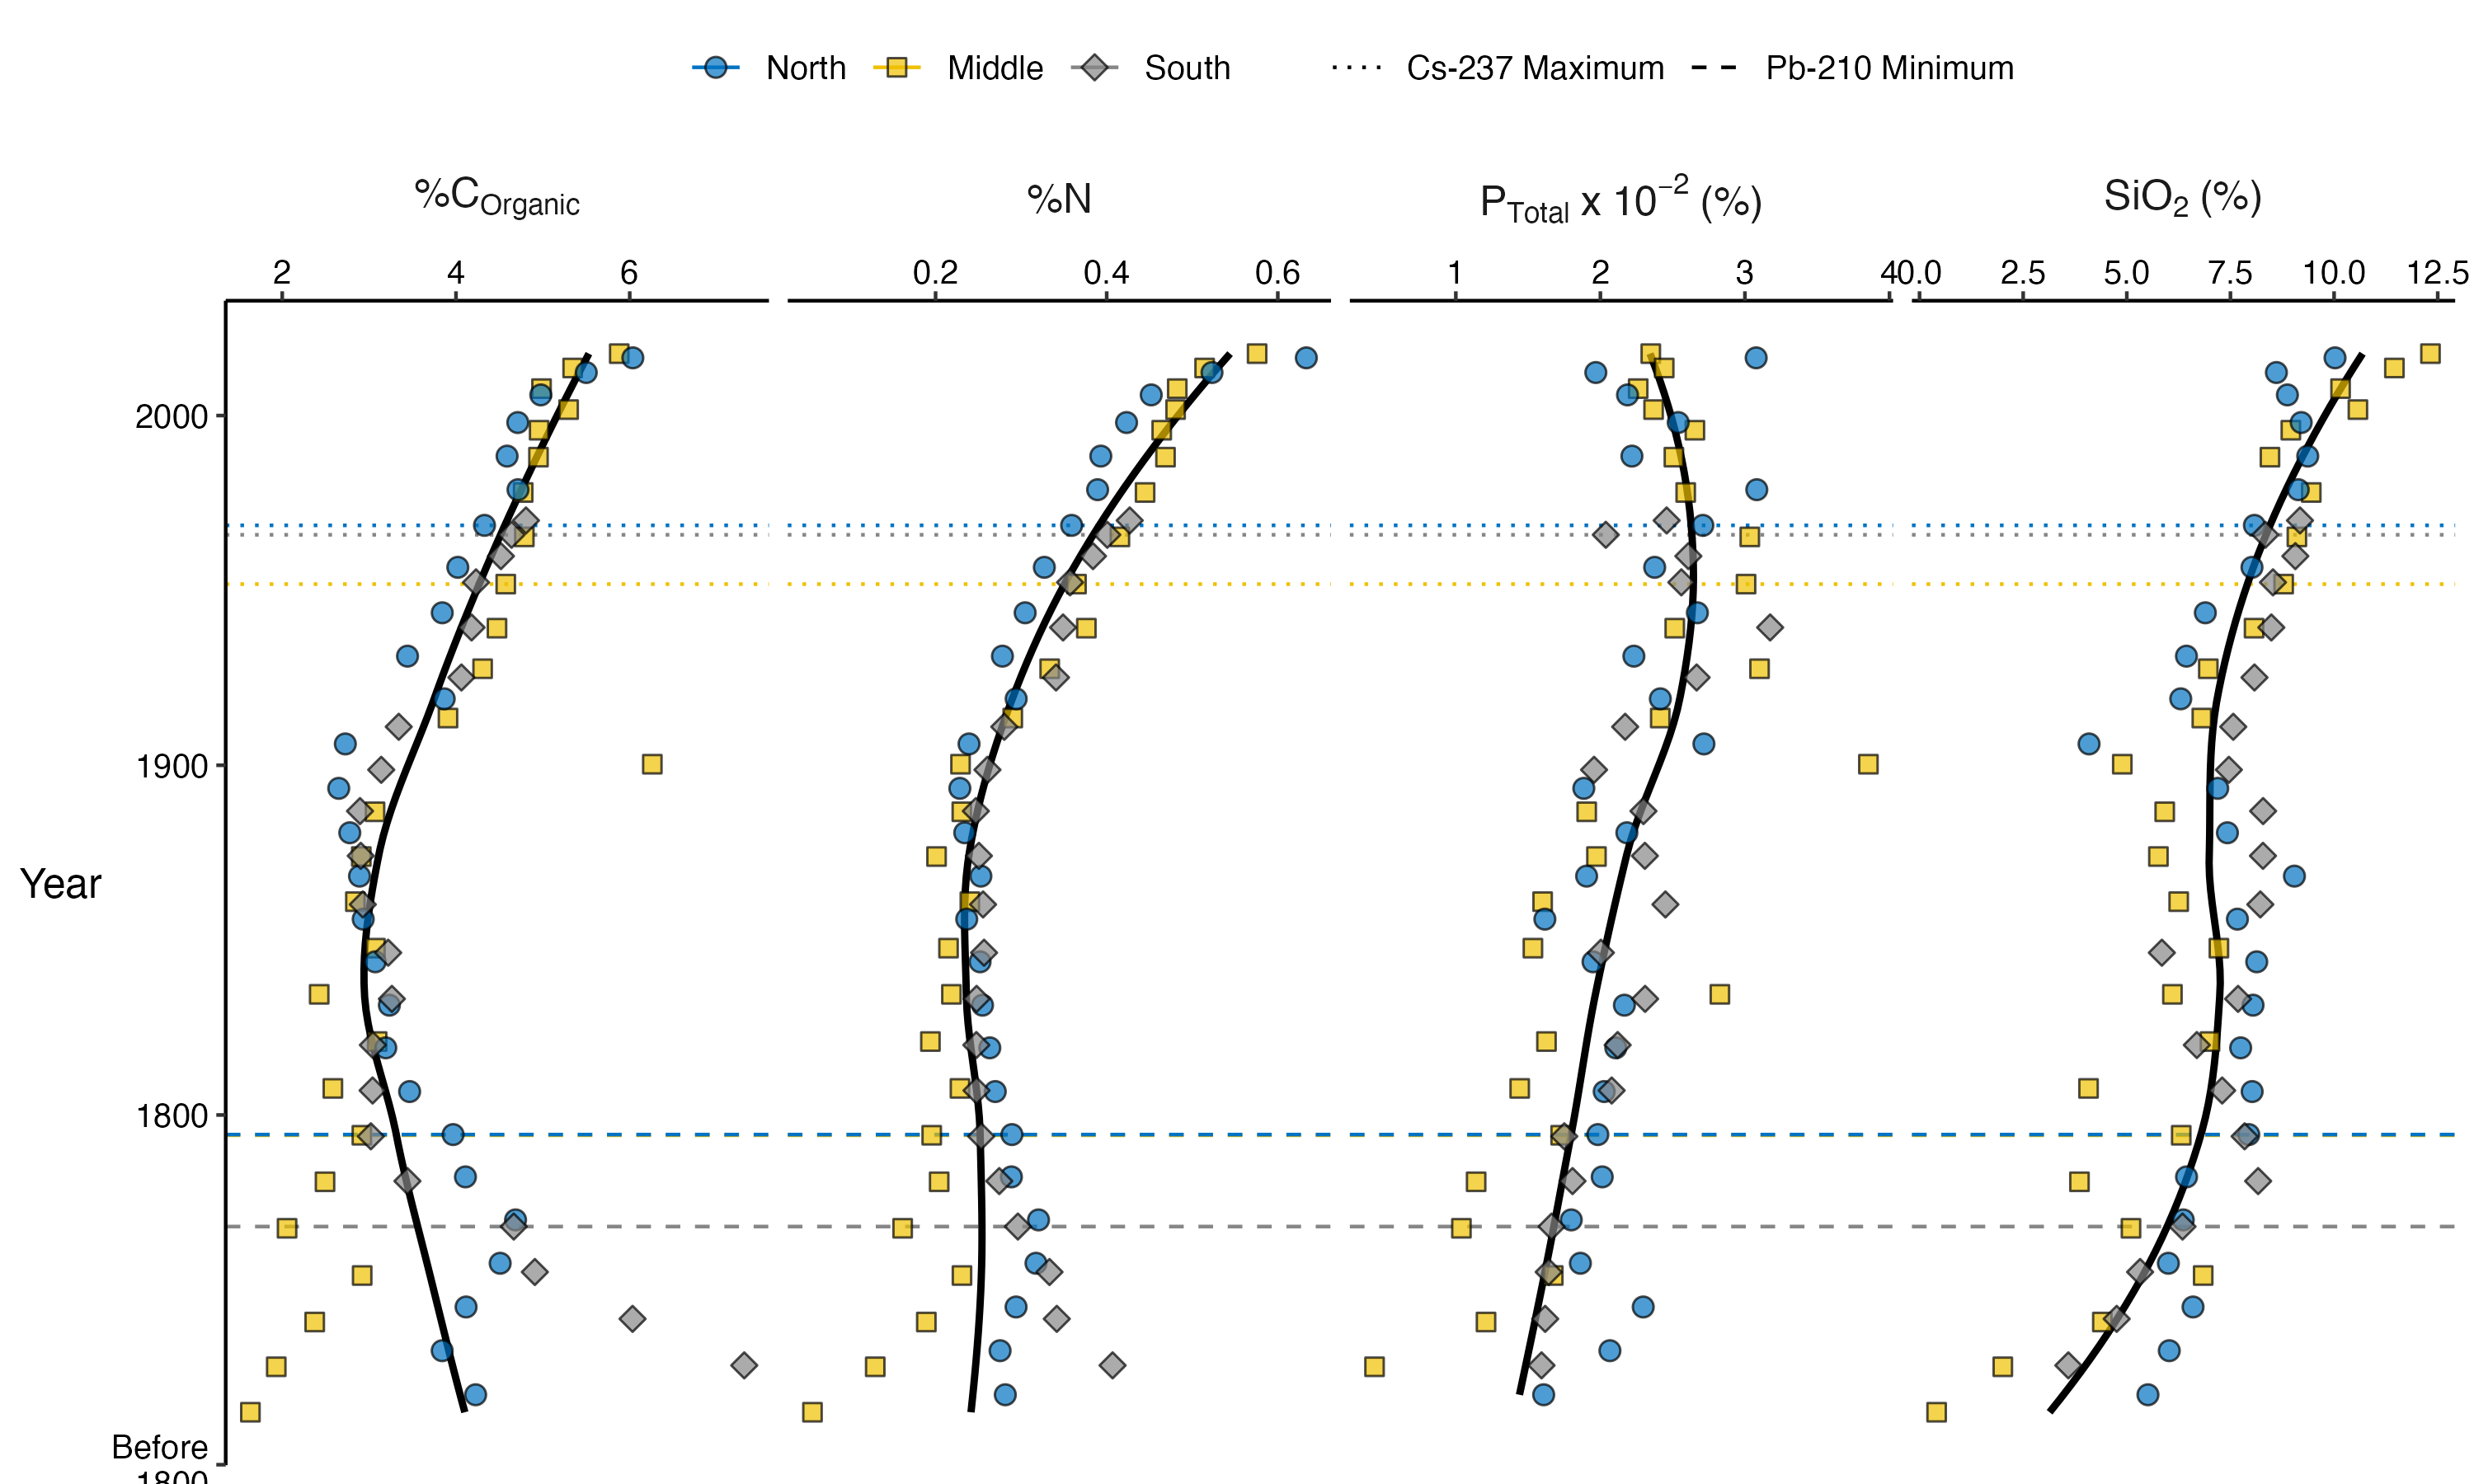 North Middle South Cs-237 Maximum Pb-210 Minimum
%C_Organic %N P_Total x 10^−2 (%) SiO₂ (%)
2 4 6 0.2 0.4 0.6 1 2 3 4 0.0 2.5 5.0 7.5 10.0 12.5
2000
1900
Year
1800
Before
1800